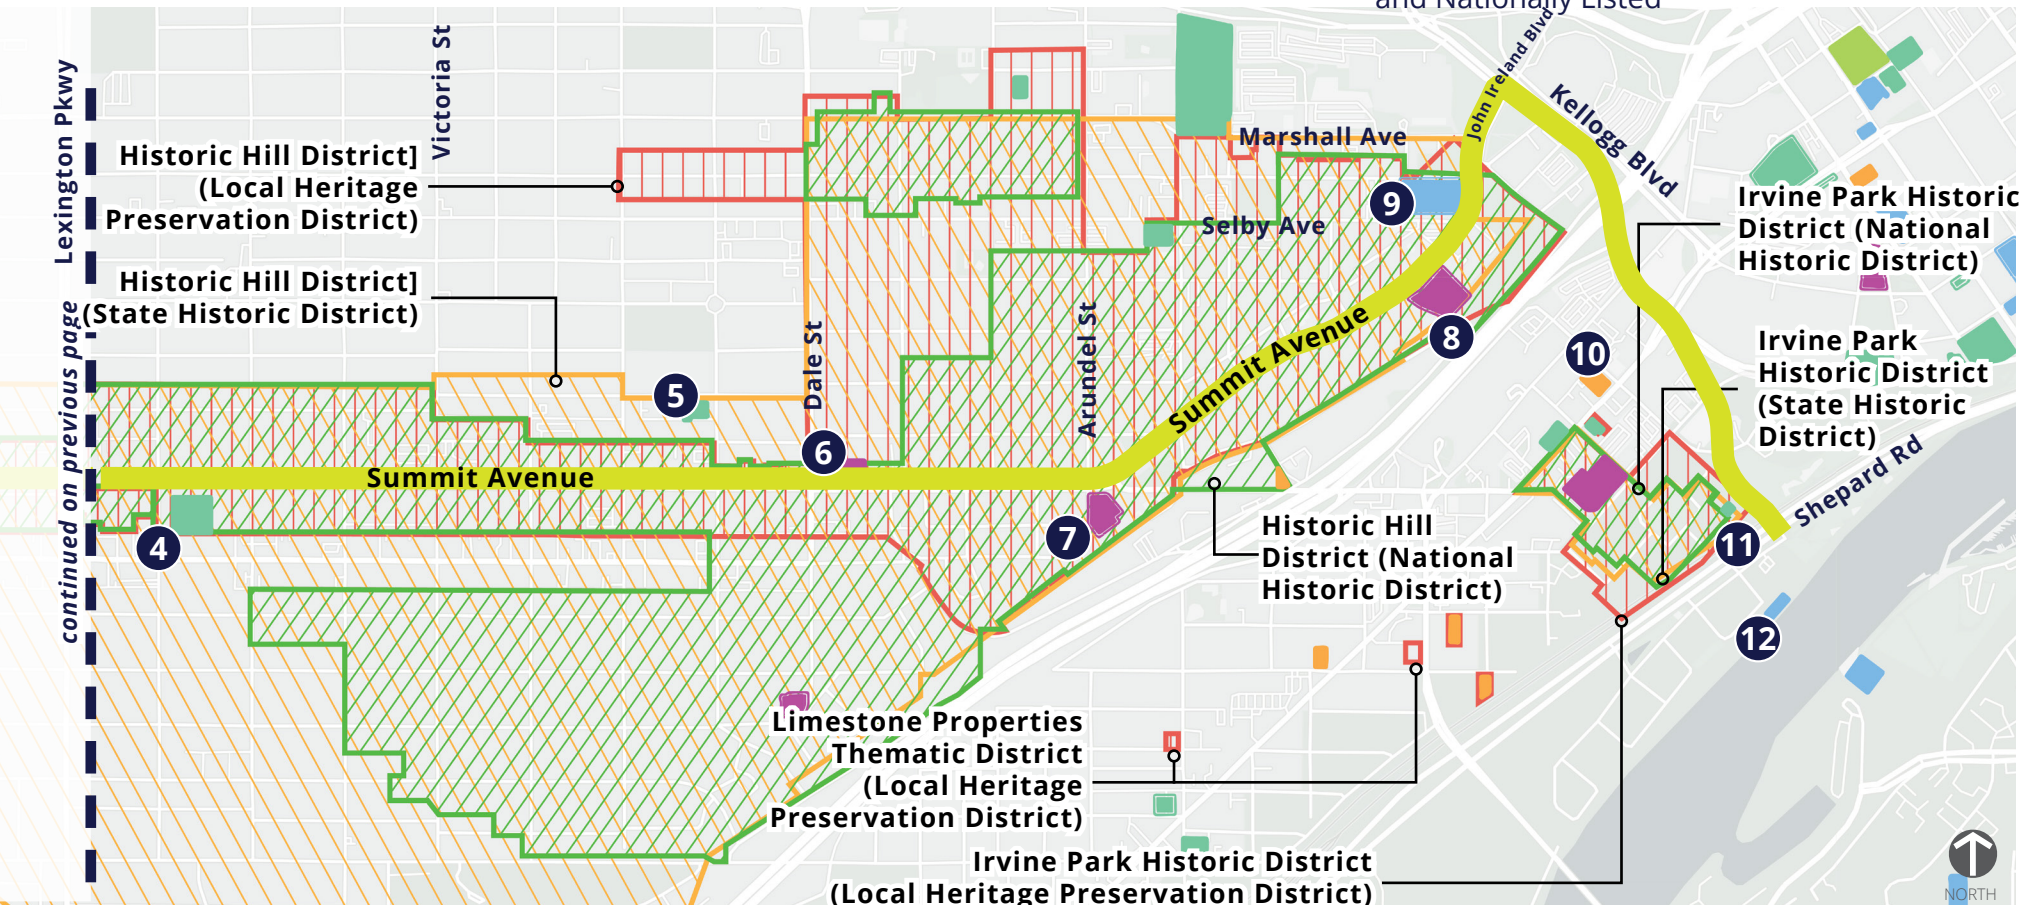 and Nationally Listed
John Ireland Blvd
Kellogg Blvd
Victoria St
Lexington Pkwy
Marshall Ave
Historic Hill District]
(Local Heritage
Preservation District)
9
Selby Ave
Irvine Park Historic
District (National
Historic District)
Historic Hill District]
(State Historic District)
continued on previous page
Dale St
Arundel St
Summit Avenue
8
10
Irvine Park
Historic District
(State Historic
District)
5
6
Summit Avenue
Shepard Rd
4
7
Historic Hill
District (National
Historic District)
11
12
Limestone Properties
Thematic District
(Local Heritage
Preservation District)
Irvine Park Historic District
(Local Heritage Preservation District)
NORTH